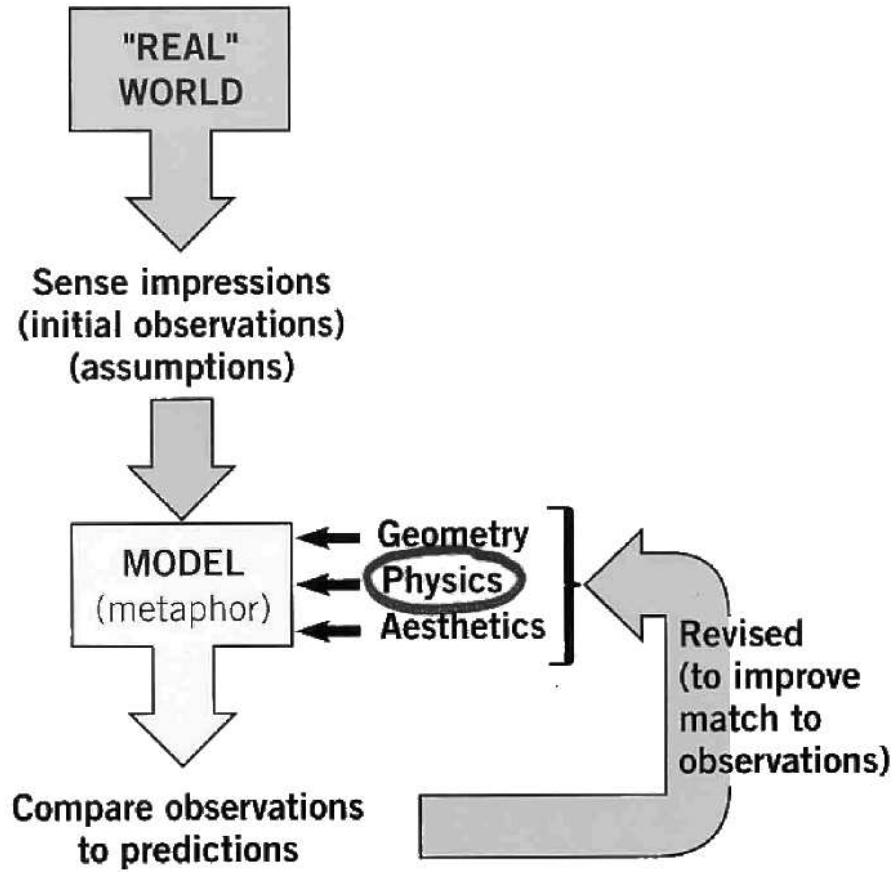 "REAL"
WORLD
Sense impressions
(initial observations)
(assumptions)
MODEL
(metaphor)
Geometry
Physics
Aesthetics
Revised
(to improve
match to
observations)
Compare observations
to predictions